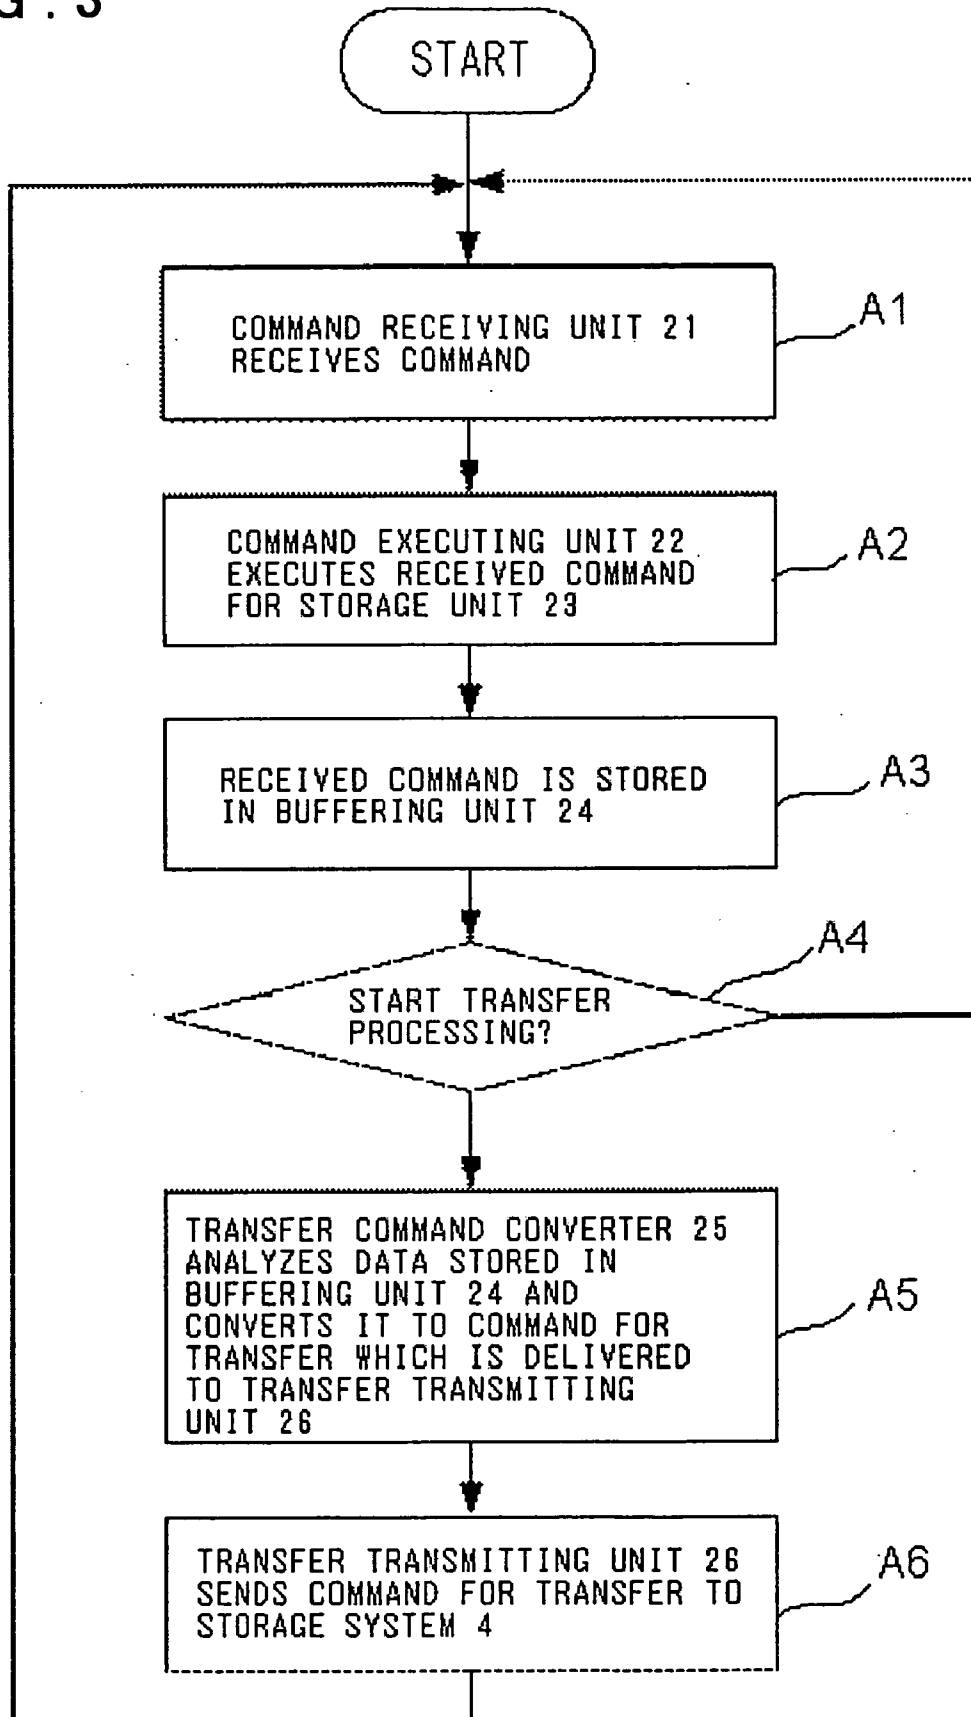 G.3
START
COMMAND RECEIVING UNIT 21
RECEIVES COMMAND
A1
COMMAND EXECUTING UNIT 22
EXECUTES RECEIVED COMMAND
FOR STORAGE UNIT 23
A2
RECEIVED COMMAND IS STORED
IN BUFFERING UNIT 24
A3
START TRANSFER
PROCESSING?
A4
TRANSFER COMMAND CONVERTER 25
ANALYZES DATA STORED IN
BUFFERING UNIT 24 AND
CONVERTS IT TO COMMAND FOR
TRANSFER WHICH IS DELIVERED
TO TRANSFER TRANSMITTING
UNIT 26
A5
TRANSFER TRANSMITTING UNIT 26
SENDS COMMAND FOR TRANSFER TO
STORAGE SYSTEM 4
A6